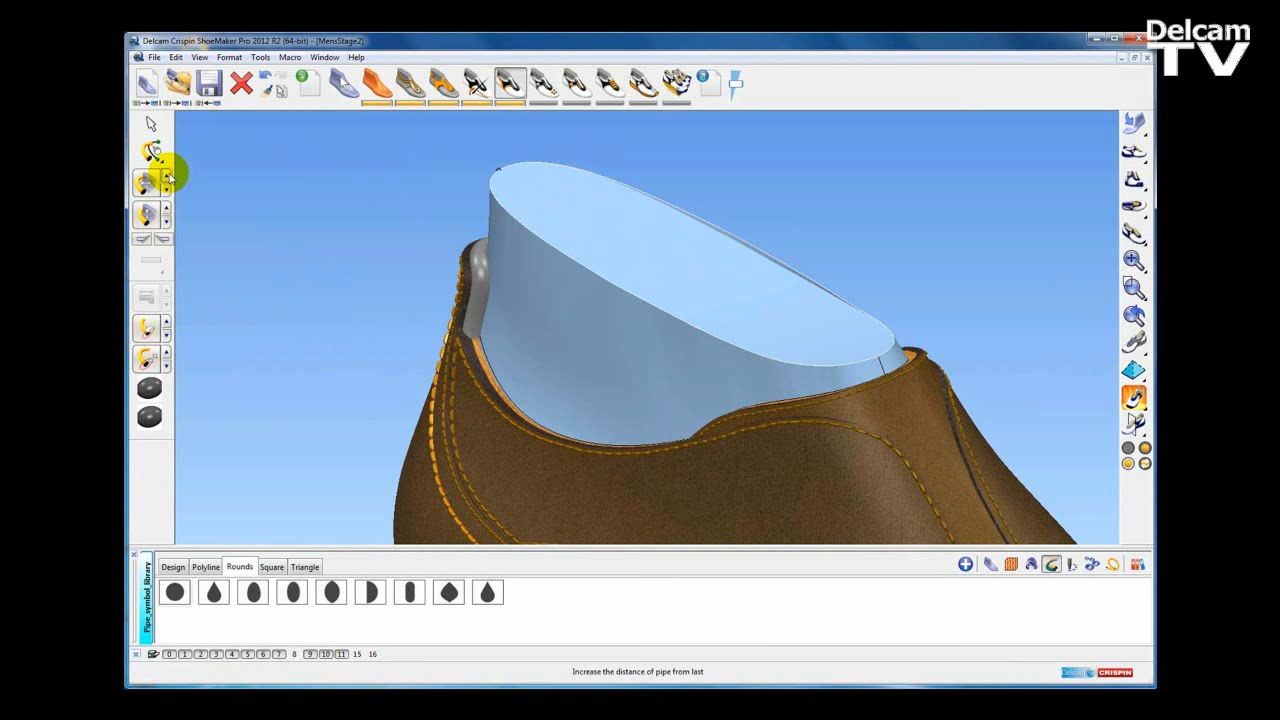 Delcam
TV
Delcam Crispin ShoeMaker Pro 2012 R2 (64-bit) - [MensStage2]
File Edit View Format Tools Macro Window Help
Design Polyline Rounds Square Triangle
Pipe_symbol_library
0 1 2 3 4 5 6 7 8 9 10 11 15 16
Increase the distance of pipe from last
Delcam CRISPIN